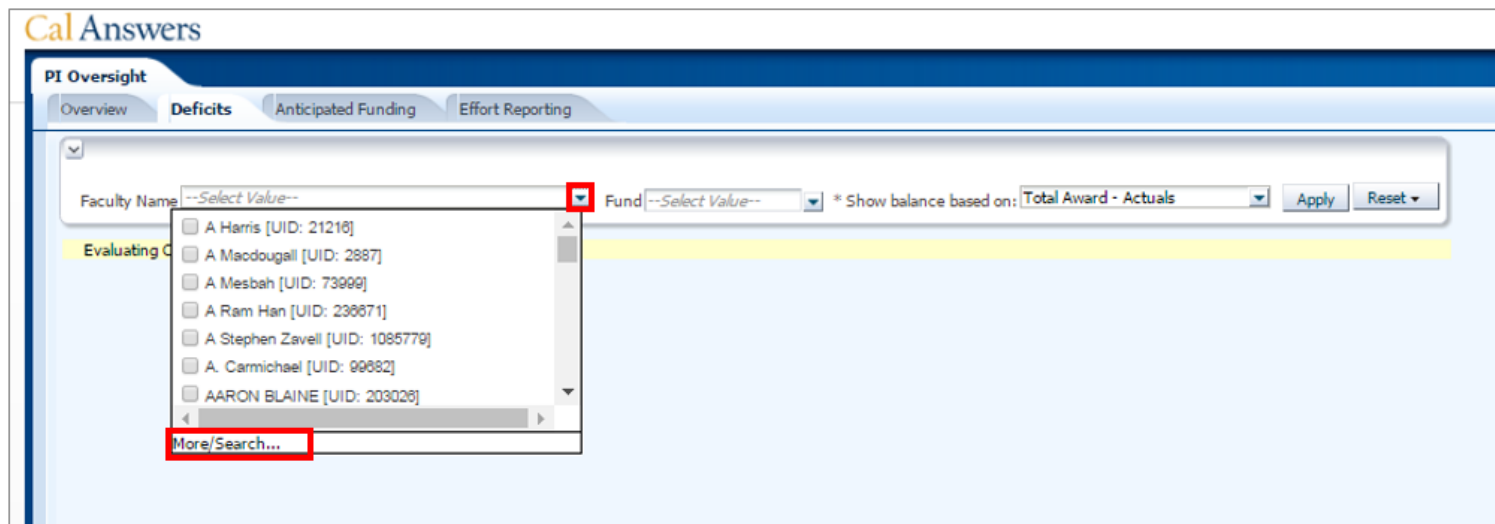 Cal Answers
PI Oversight
Overview Deficits Anticipated Funding Effort Reporting
Faculty Name --Select Value-- Fund --Select Value-- * Show balance based on: Total Award - Actuals Apply Reset
A Harris [UID: 21216]
Evaluating
A Macdougall [UID: 2887]
A Mesbah [UID: 73999]
A Ram Han [UID: 236671]
A Stephen Zavell [UID: 1085779]
A. Carmichael [UID: 99682]
AARON BLAINE [UID: 203026]
More/Search...